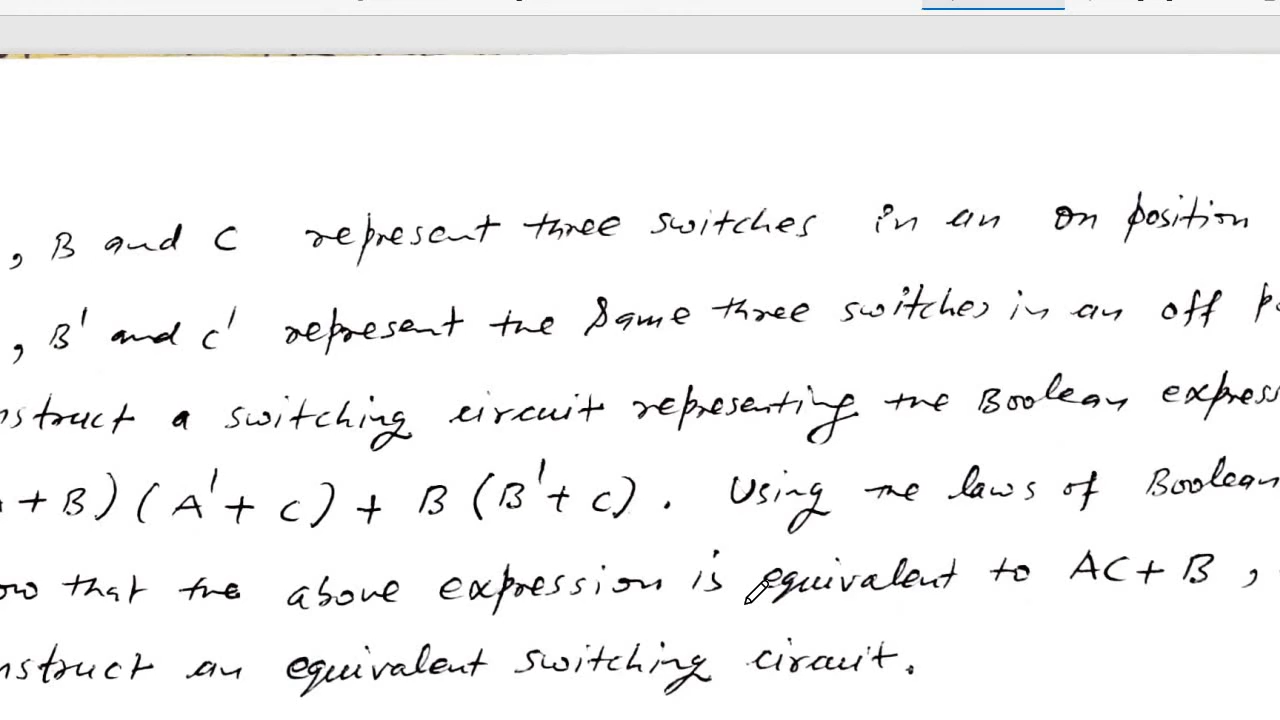 , B and C represent three switches in an on position
, B' and C' represent the same three switches in an off
nstruct a switching circuit representing the Boolean express
+ B) (A' + C) + B (B' + C). Using the laws of Boolean
ow that the above expression is equivalent to AC + B,
nstruct an equivalent switching circuit.